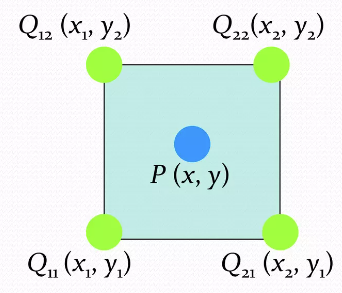 Q₁₂ (x₁, y₂) Q₂₂(x₂, y₂)
P (x, y)
Q₁₁ (x₁, y₁) Q₂₁ (x₂, y₁)